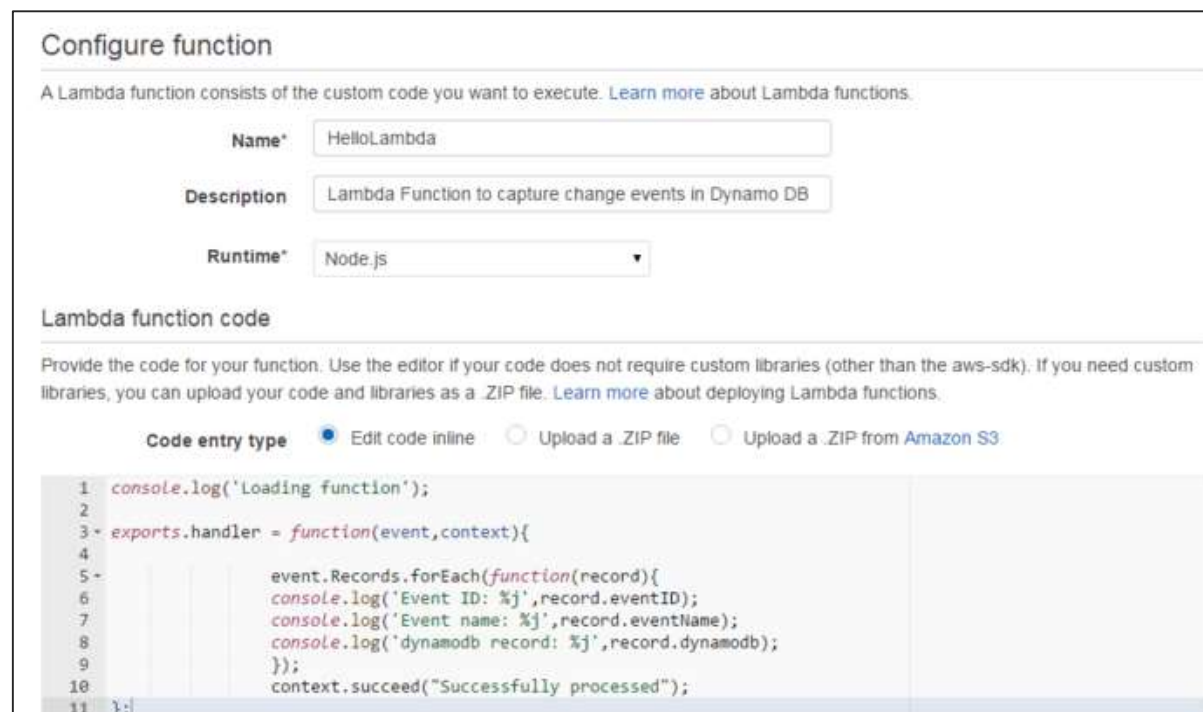 Configure function
A Lambda function consists of the custom code you want to execute. Learn more about Lambda functions.
Name* HelloLambda
Description Lambda Function to capture change events in Dynamo DB
Runtime* Node.js
Lambda function code
Provide the code for your function. Use the editor if your code does not require custom libraries (other than the aws-sdk). If you need custom
libraries, you can upload your code and libraries as a .ZIP file. Learn more about deploying Lambda functions.
Code entry type Edit code inline Upload a .ZIP file Upload a .ZIP from Amazon S3
1 console.log('Loading function');
2
3 exports.handler = function(event,context){
4
5 event.Records.forEach(function(record){
6 console.log('Event ID: %j',record.eventID);
7 console.log('Event name: %j',record.eventName);
8 console.log('dynamodb record: %j',record.dynamodb);
9 });
10 context.succeed("Successfully processed");
11 };